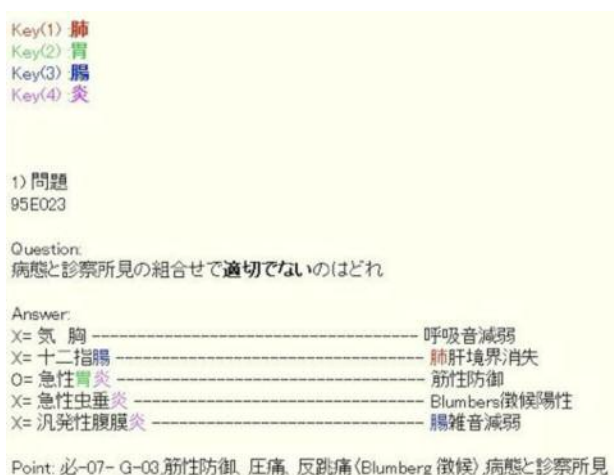 Key(1) 肺
Key(2) 胃
Key(3) 腸
Key(4) 炎
1) 問題
95E023
Question:
病態と診察所見の組合せで適切でないのはどれ
Answer:
X= 気 胸 ------------------------------------ 呼吸音減弱
X= 十二指腸 ---------------------------------- 肺肝境界消失
O= 急性胃炎 ---------------------------------- 筋性防御
X= 急性虫垂炎 -------------------------------- Blumbers徴候陽性
X= 汎発性腹膜炎 ------------------------------ 腸雑音減弱
Point: 必-07- G-03.筋性防御, 圧痛, 反跳痛〈Blumberg 徴候〉,病態と診察所見